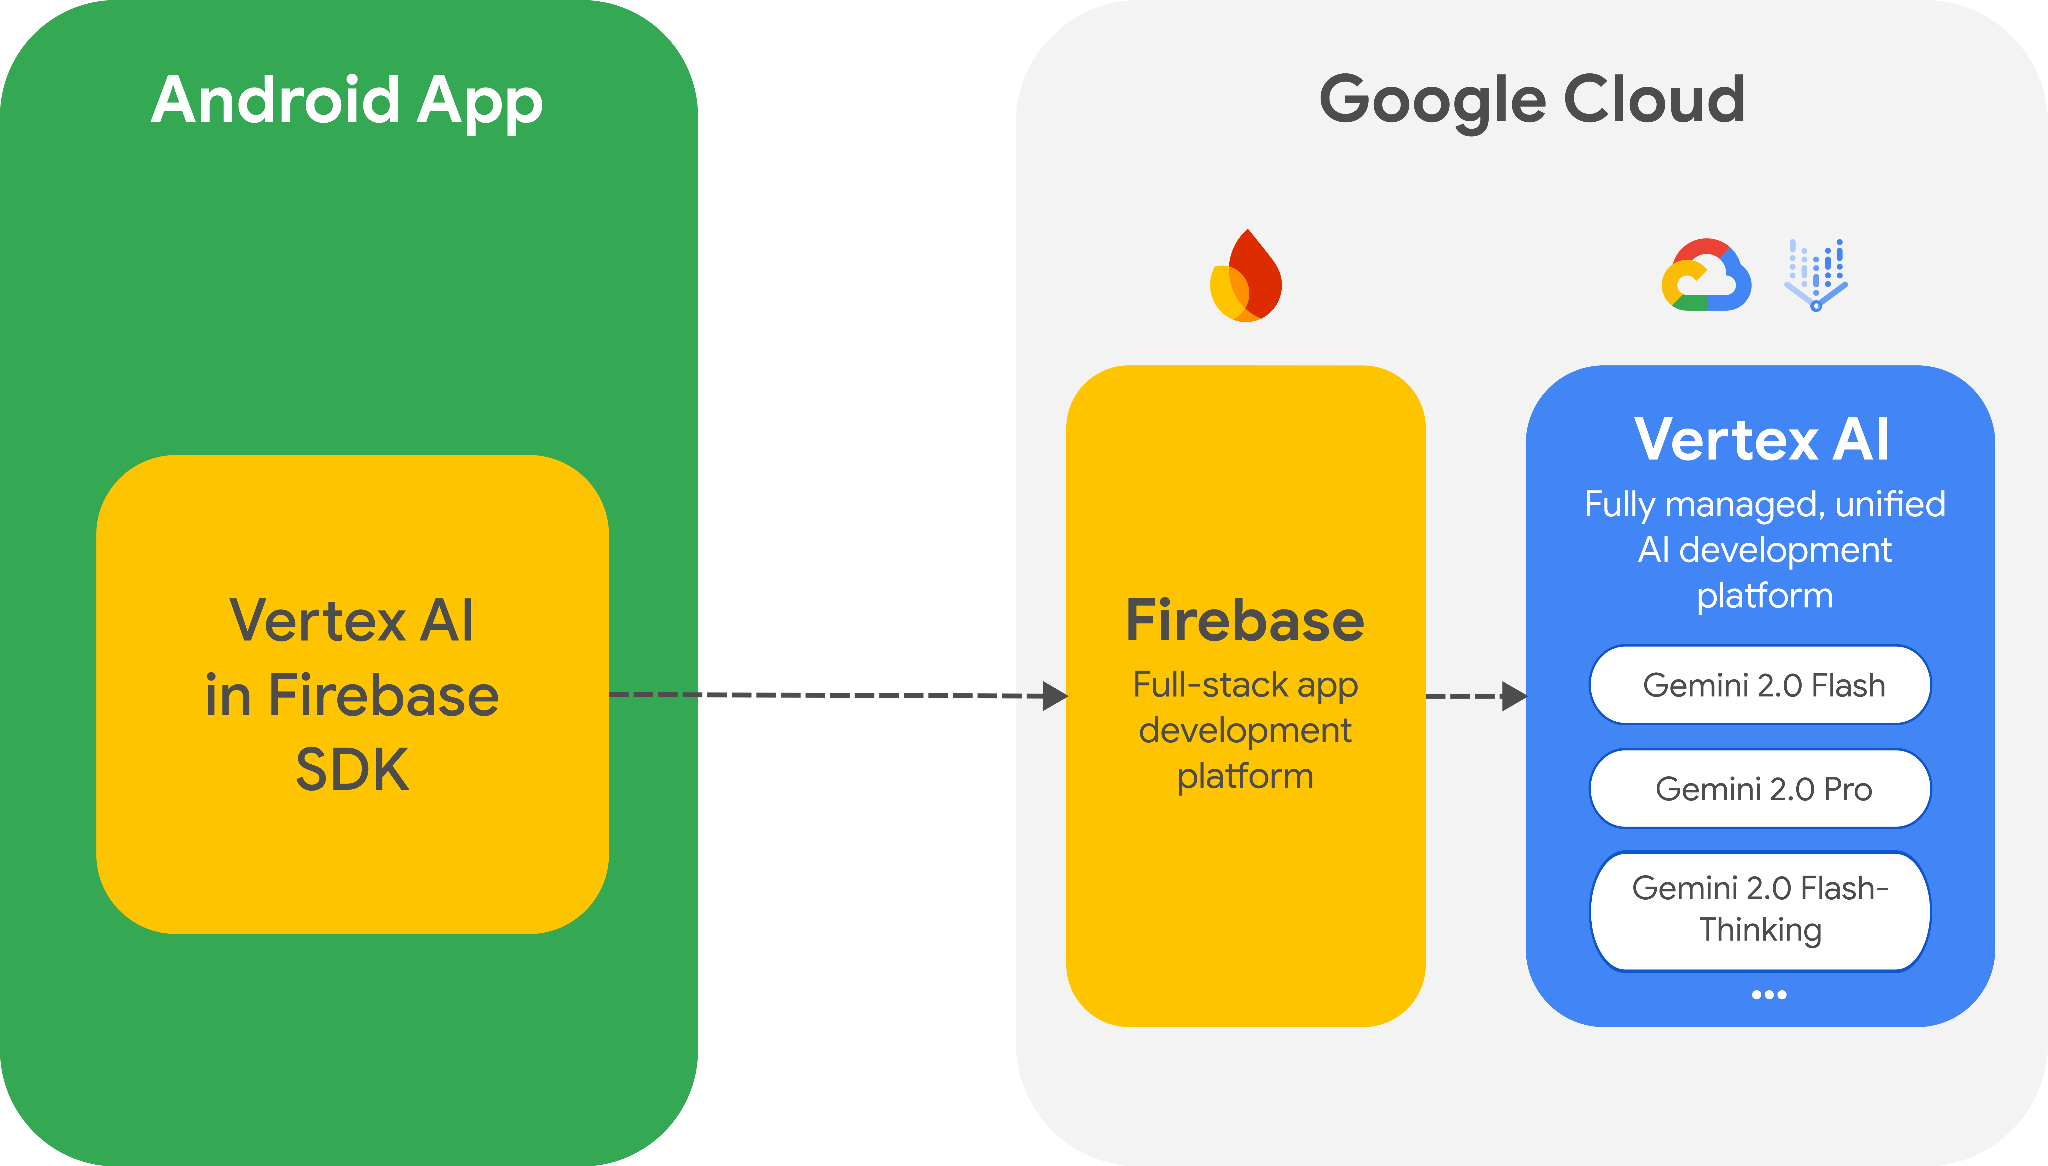 Android App
Vertex AI
in Firebase
SDK
Google Cloud
Firebase
Full-stack app
development
platform
Vertex AI
Fully managed, unified
AI development
platform
Gemini 2.0 Flash
Gemini 2.0 Pro
Gemini 2.0 Flash-
Thinking
...